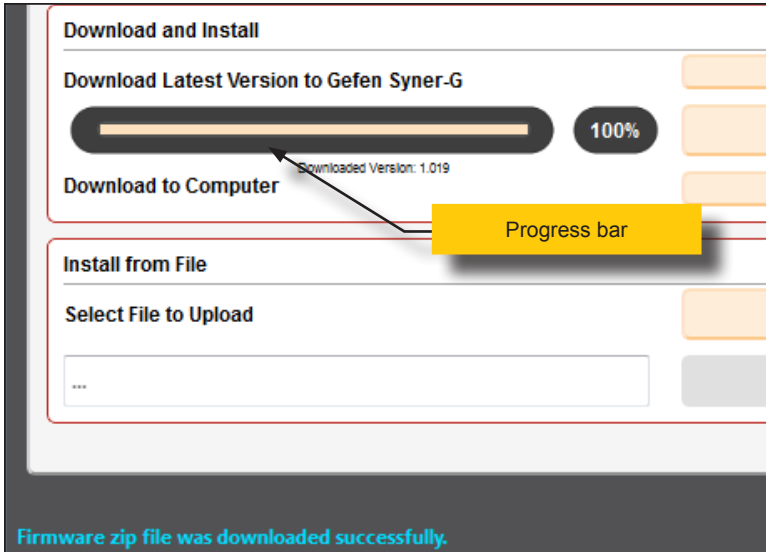 Download and Install
Download Latest Version to Gefen Syner-G
100%
Downloaded Version: 1.019
Download to Computer
Progress bar
Install from File
Select File to Upload
...
Firmware zip file was downloaded successfully.